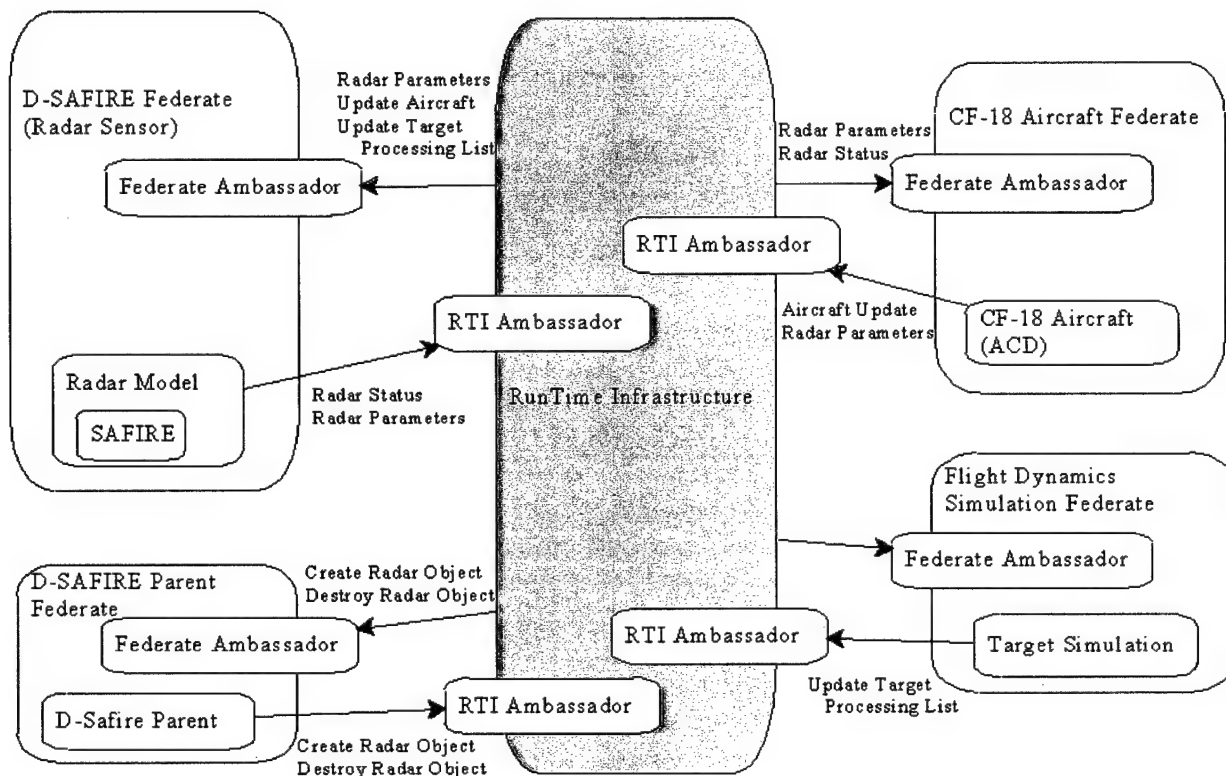 D-SAFIRE Federate
(Radar Sensor)
Federate Ambassador
Radar Parameters
Update Aircraft
Update Target
Processing List
RTI Ambassador
Radar Model
SAFIRE
Radar Status
Radar Parameters
RunTime Infrastructure
CF-18 Aircraft Federate
Radar Parameters
Radar Status
Federate Ambassador
RTI Ambassador
Aircraft Update
Radar Parameters
CF-18 Aircraft
(ACD)
D-SAFIRE Parent
Federate
Create Radar Object
Destroy Radar Object
Federate Ambassador
D-Safire Parent
RTI Ambassador
Create Radar Object
Destroy Radar Object
Flight Dynamics
Simulation Federate
Federate Ambassador
RTI Ambassador
Target Simulation
Update Target
Processing List